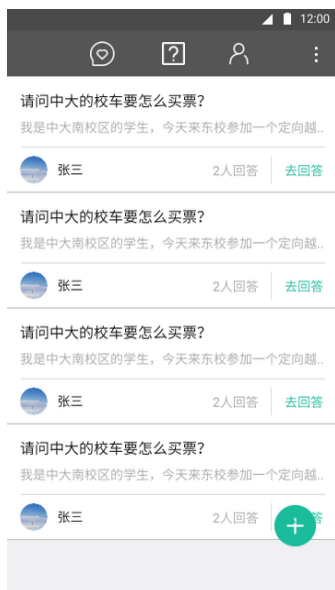 12:00
请问中大的校车要怎么买票?
我是中大南校区的学生，今天来东校参加一个定向越..
张三 2人回答 去回答
请问中大的校车要怎么买票?
我是中大南校区的学生，今天来东校参加一个定向越..
张三 2人回答 去回答
请问中大的校车要怎么买票?
我是中大南校区的学生，今天来东校参加一个定向越..
张三 2人回答 去回答
请问中大的校车要怎么买票?
我是中大南校区的学生，今天来东校参加一个定向越..
张三 2人回答 答